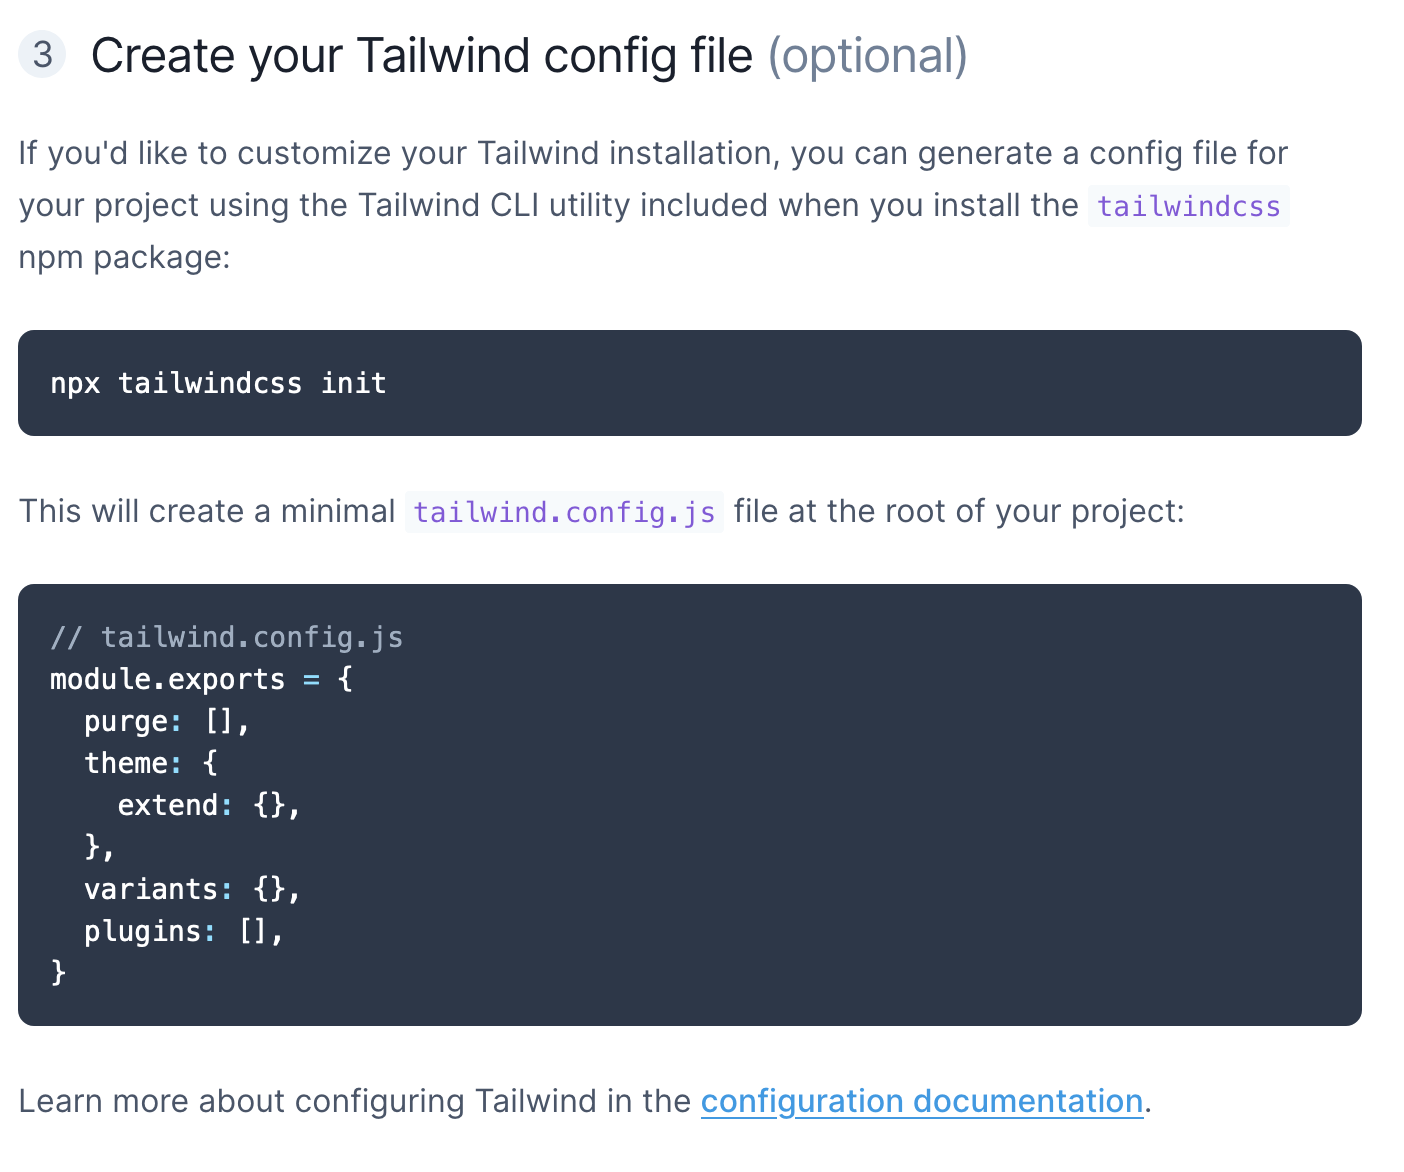 3 Create your Tailwind config file (optional)
If you'd like to customize your Tailwind installation, you can generate a config file for
your project using the Tailwind CLI utility included when you install the tailwindcss
npm package:
npx tailwindcss init
This will create a minimal tailwind.config.js file at the root of your project:
// tailwind.config.js
module.exports = {
  purge: [],
  theme: {
    extend: {},
  },
  variants: {},
  plugins: [],
}
Learn more about configuring Tailwind in the configuration documentation.